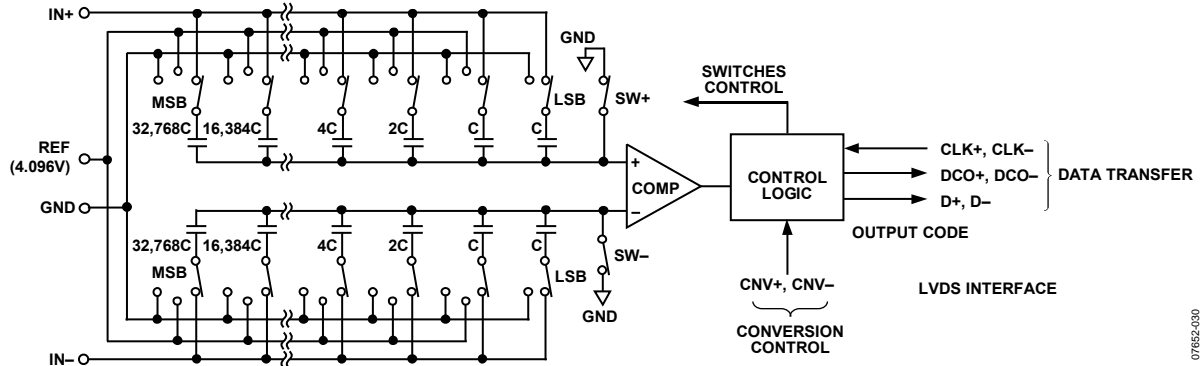 IN+
GND
SWITCHES
CONTROL
MSB
LSB
SW+
32,768C 16,384C 4C 2C C C
REF
(4.096V)
GND
+
COMP
–
CONTROL
LOGIC
CLK+, CLK–
DCO+, DCO–
D+, D–
DATA TRANSFER
OUTPUT CODE
32,768C 16,384C 4C 2C C C
MSB
LSB
SW–
GND
CNV+, CNV–
CONVERSION
CONTROL
LVDS INTERFACE
IN–
07652-030